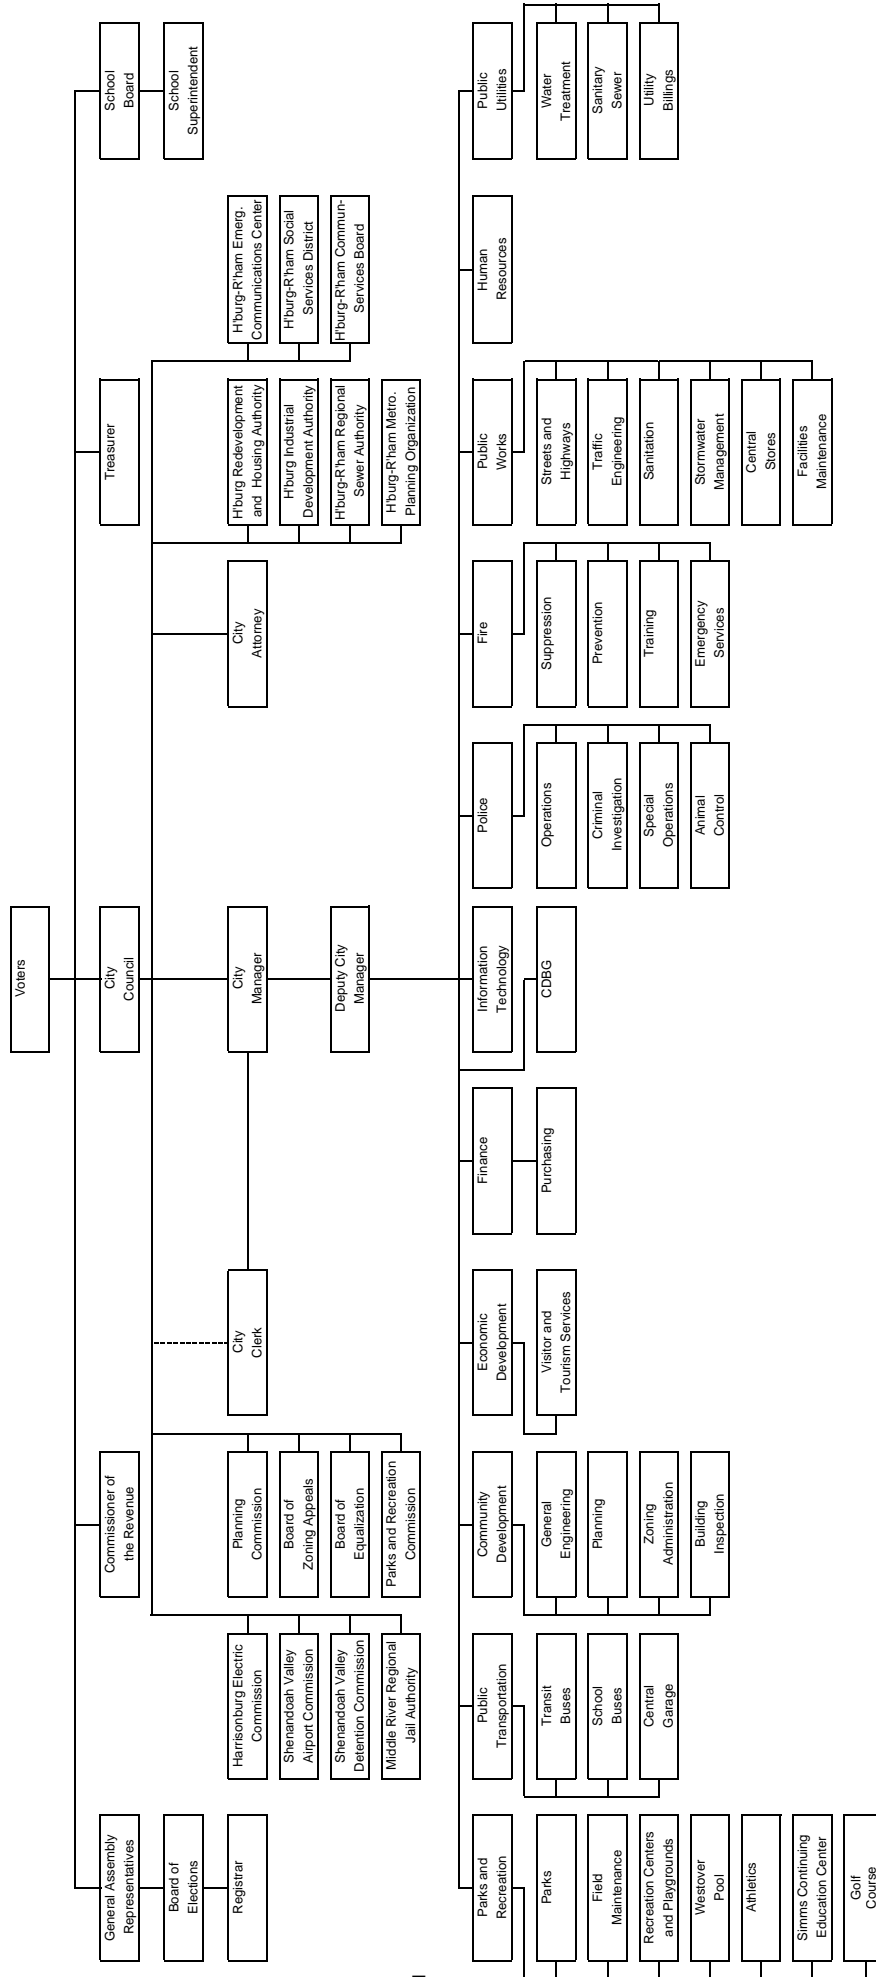 Voters
General Assembly
Representatives
Commissioner of
the Revenue
City
Council
Treasurer
School
Board
Board of
Elections
School
Superintendent
Registrar
Harrisonburg Electric
Commission
Shenandoah Valley
Airport Commission
Shenandoah Valley
Detention Commission
Middle River Regional
Jail Authority
Planning
Commission
Board of
Zoning Appeals
Board of
Equalization
Parks and Recreation
Commission
City
Clerk
City
Manager
Deputy City
Manager
City
Attorney
H'burg Redevelopment
and Housing Authority
H'burg Industrial
Development Authority
H'burg-R'ham Regional
Sewer Authority
H'burg-R'ham Metro.
Planning Organization
H'burg-R'ham Emerg.
Communications Center
H'burg-R'ham Social
Services District
H'burg-R'ham Commun-
Services Board
Parks and
Recreation
Parks
Field
Maintenance
Recreation Centers
and Playgrounds
Westover
Pool
Athletics
Simms Continuing
Education Center
Golf
Course
Public
Transportation
Transit
Buses
School
Buses
Central
Garage
Community
Development
General
Engineering
Planning
Zoning
Administration
Building
Inspection
Economic
Development
Visitor and
Tourism Services
Finance
Purchasing
Information
Technology
CDBG
Police
Operations
Criminal
Investigation
Special
Operations
Animal
Control
Fire
Suppression
Prevention
Training
Emergency
Services
Public
Works
Streets and
Highways
Traffic
Engineering
Sanitation
Stormwater
Management
Central
Stores
Facilities
Maintenance
Human
Resources
Public
Utilities
Water
Treatment
Sanitary
Sewer
Utility
Billings